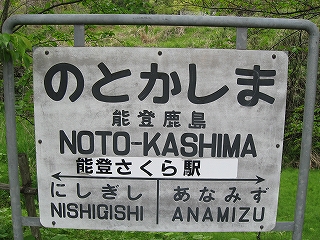 のとかしま
能登鹿島
NOTO-KASHIMA
能登さくら駅
にしぎし あなみず
NISHIGISHI ANAMIZU